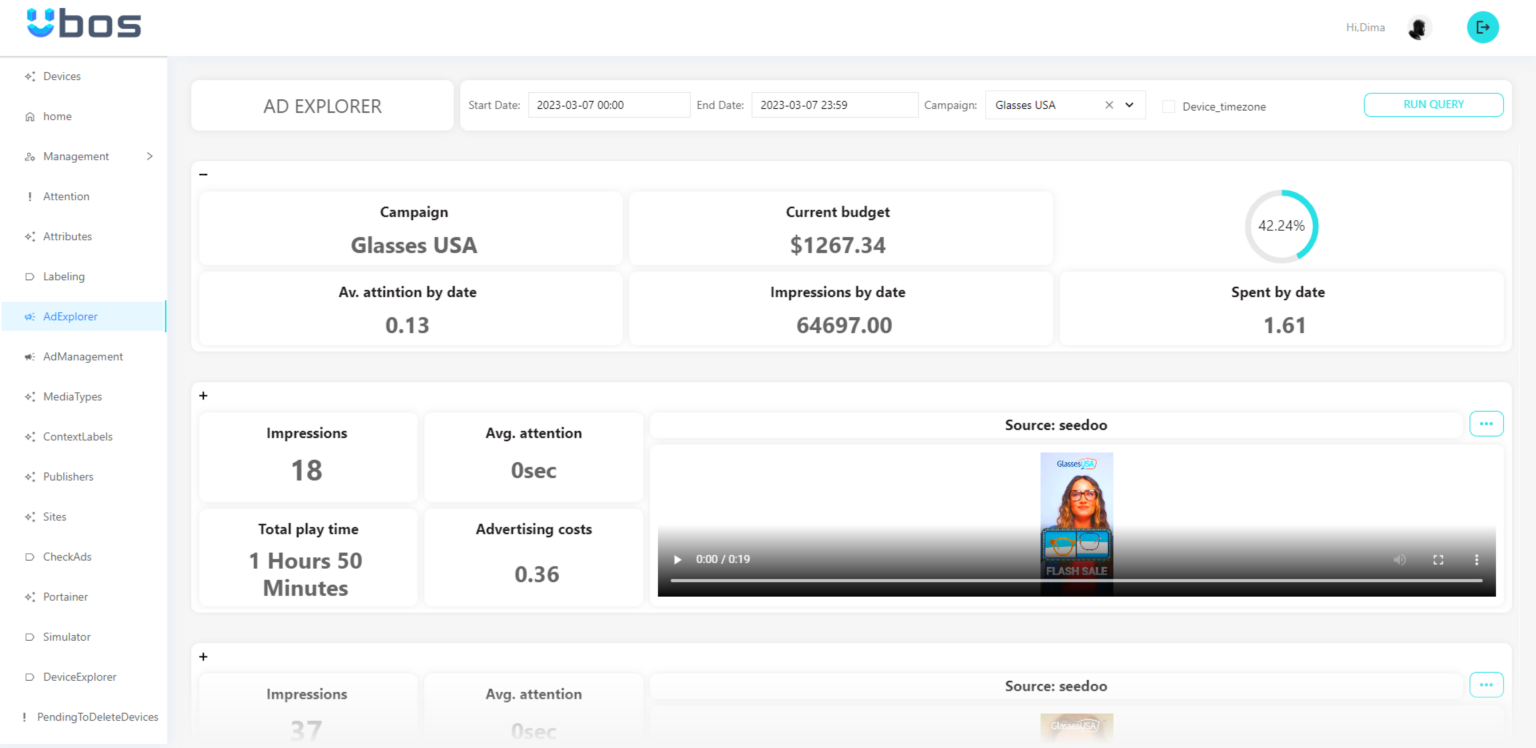 Ubos
Hi,Dima
Devices
home
Management
Attention
Attributes
Labeling
AdExplorer
AdManagement
MediaTypes
ContextLabels
Publishers
Sites
CheckAds
Portainer
Simulator
DeviceExplorer
PendingToDeleteDevices
AD EXPLORER
Start Date: 2023-03-07 00:00 End Date: 2023-03-07 23:59 Campaign: Glasses USA Device_timezone RUN QUERY
Campaign
Glasses USA
Current budget
$1267.34
42.24%
Av. attintion by date
0.13
Impressions by date
64697.00
Spent by date
1.61
Impressions
18
Avg. attention
0sec
Total play time
1 Hours 50
Minutes
Advertising costs
0.36
Source: seedoo
GlassesUSA
FLASH SALE
0:00 / 0:19
Impressions
37
Avg. attention
0sec
Source: seedoo
GlassesUSA